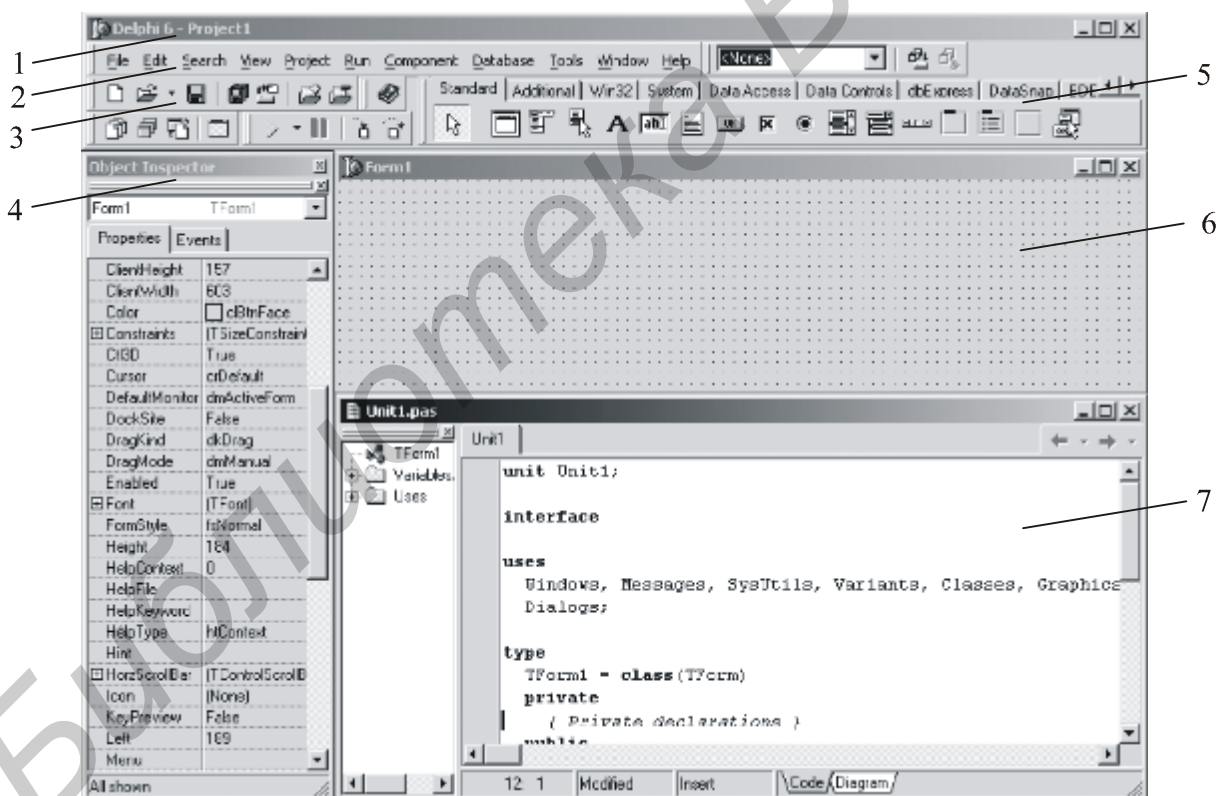 Delphi 6 - Project1
1
File Edit Search View Project Run Component Database Tools Window Help <None>
2
Standard Additional Win32 System Data Access Data Controls dbExpress DataSnap BDE
5
3
Object Inspector
Form1
4
Form1 TForm1
6
Properties Events
ClientHeight 157
ClientWidth 603
Color clBtnFace
Constraints (TSizeConstraint
Ctl3D True
Cursor crDefault
DefaultMonitor dmActiveForm
DockSite False
DragKind dkDrag
DragMode dmManual
Enabled True
Font (TFont)
FormStyle fsNormal
Height 184
HelpContext 0
HelpFile
HelpKeyword
HelpType htContext
Hint
HorzScrollBar (TControlScrollB
Icon (None)
KeyPreview False
Left 189
Menu
All shown
Unit1.pas
TForm1
Variables.
Uses
Unit1
unit Unit1;
interface
7
uses
Windows, Messages, SysUtils, Variants, Classes, Graphics
Dialogs;
type
TForm1 = class(TForm)
private
{ Private declarations }
public
12: 1 Modified Insert Code Diagram
Библиотека Б